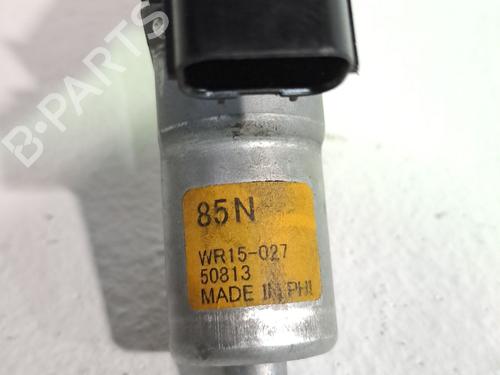 B-PARTS
85N
WR15-027
50813
MADE IN PHI